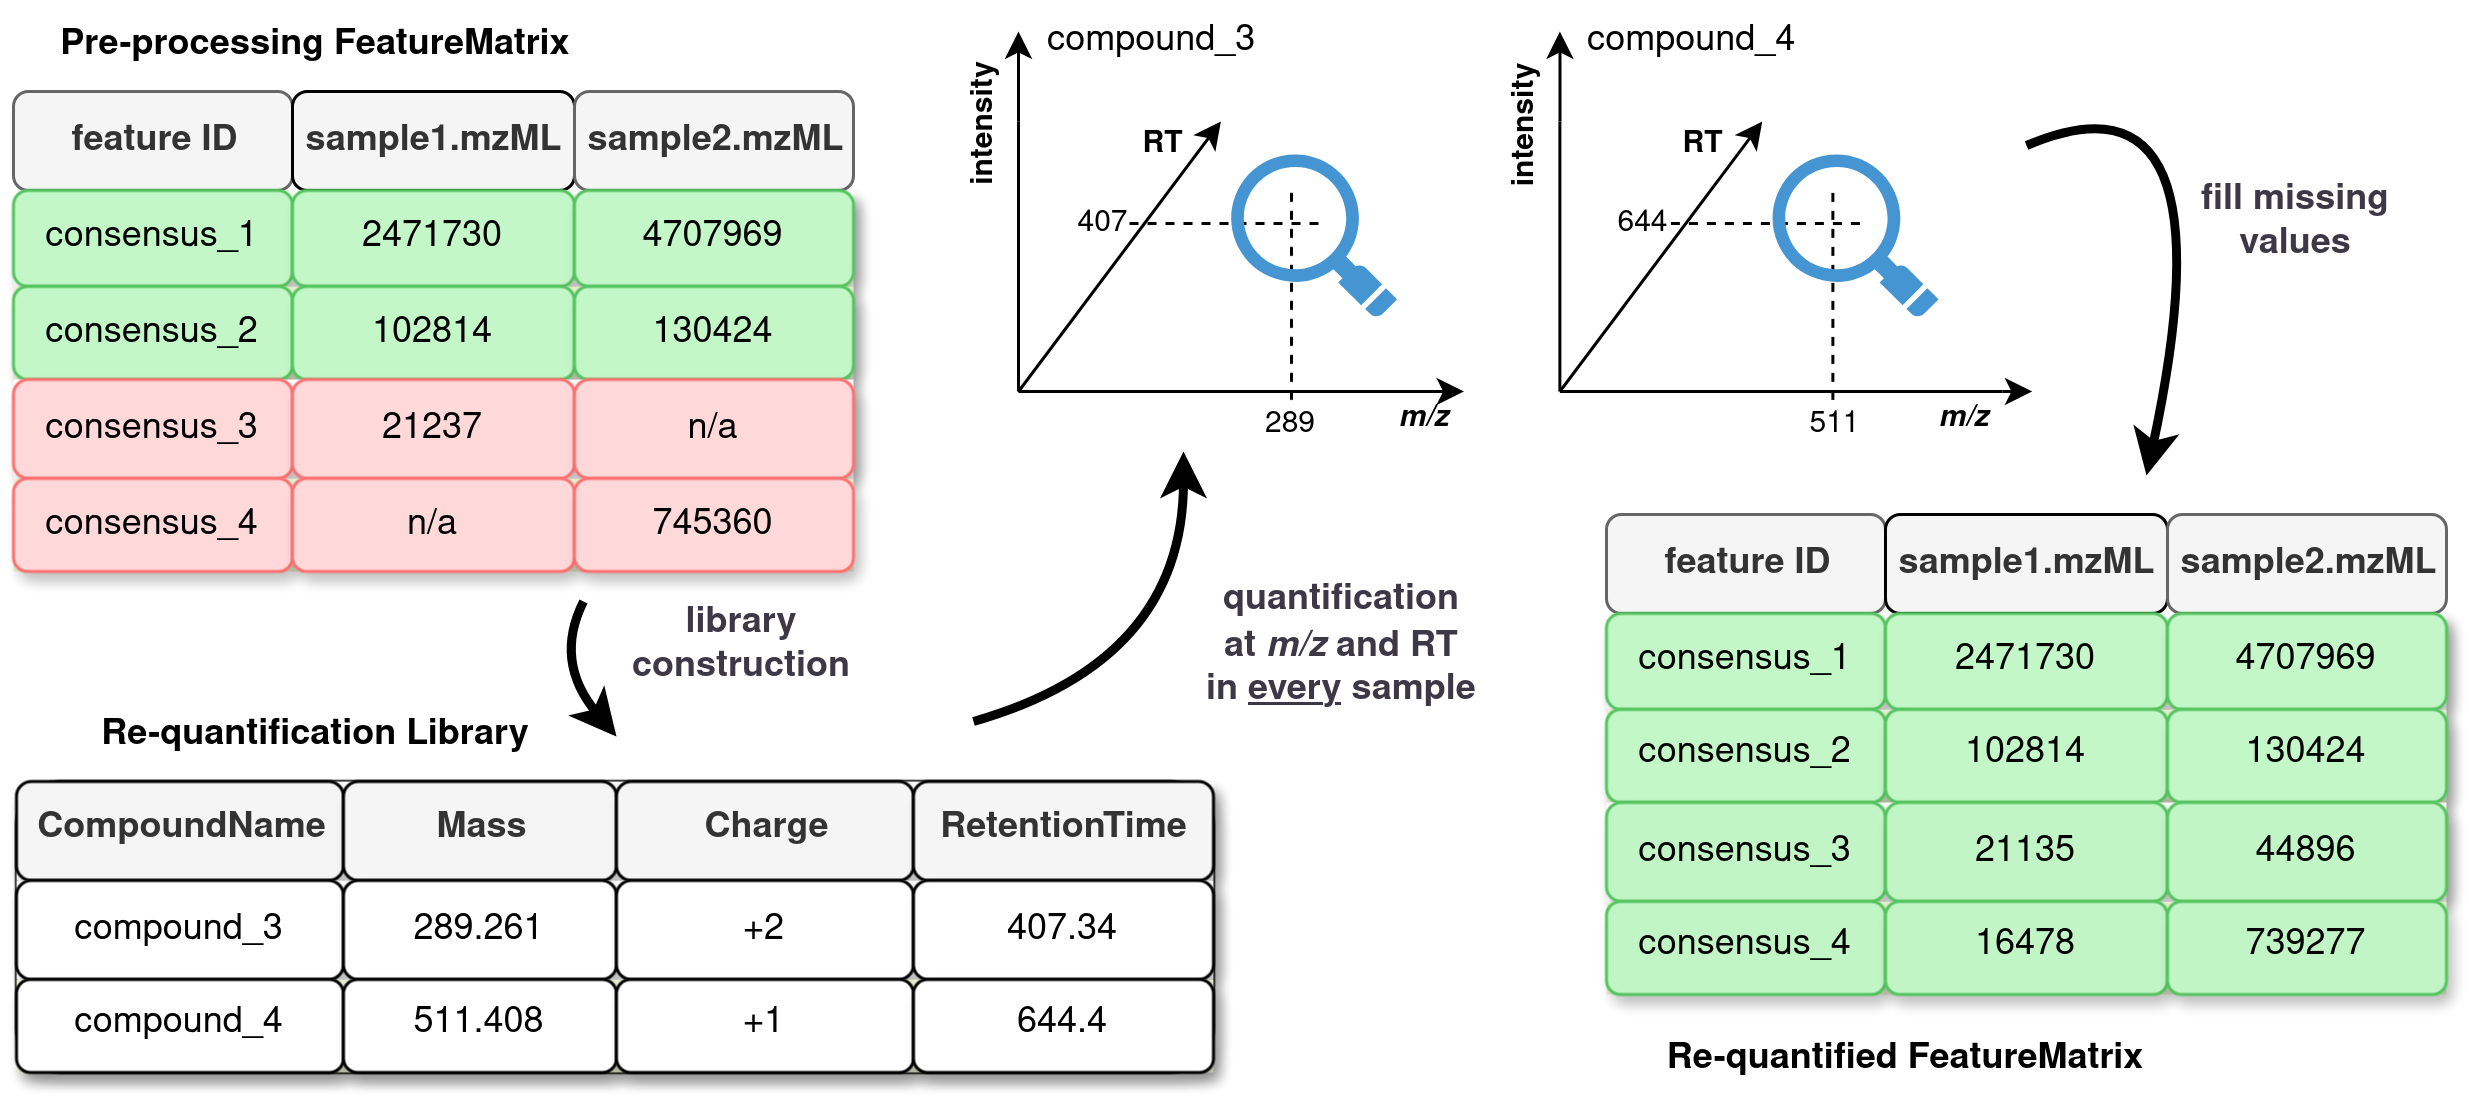 Pre-processing FeatureMatrix
feature ID sample1.mzML sample2.mzML
consensus_1 2471730 4707969
consensus_2 102814 130424
consensus_3 21237 n/a
consensus_4 n/a 745360
library
construction
Re-quantification Library
CompoundName Mass Charge RetentionTime
compound_3 289.261 +2 407.34
compound_4 511.408 +1 644.4
quantification
at m/z and RT
in every sample
compound_3
intensity
RT
407
289
m/z
compound_4
intensity
RT
644
511
m/z
fill missing
values
feature ID sample1.mzML sample2.mzML
consensus_1 2471730 4707969
consensus_2 102814 130424
consensus_3 21135 44896
consensus_4 16478 739277
Re-quantified FeatureMatrix